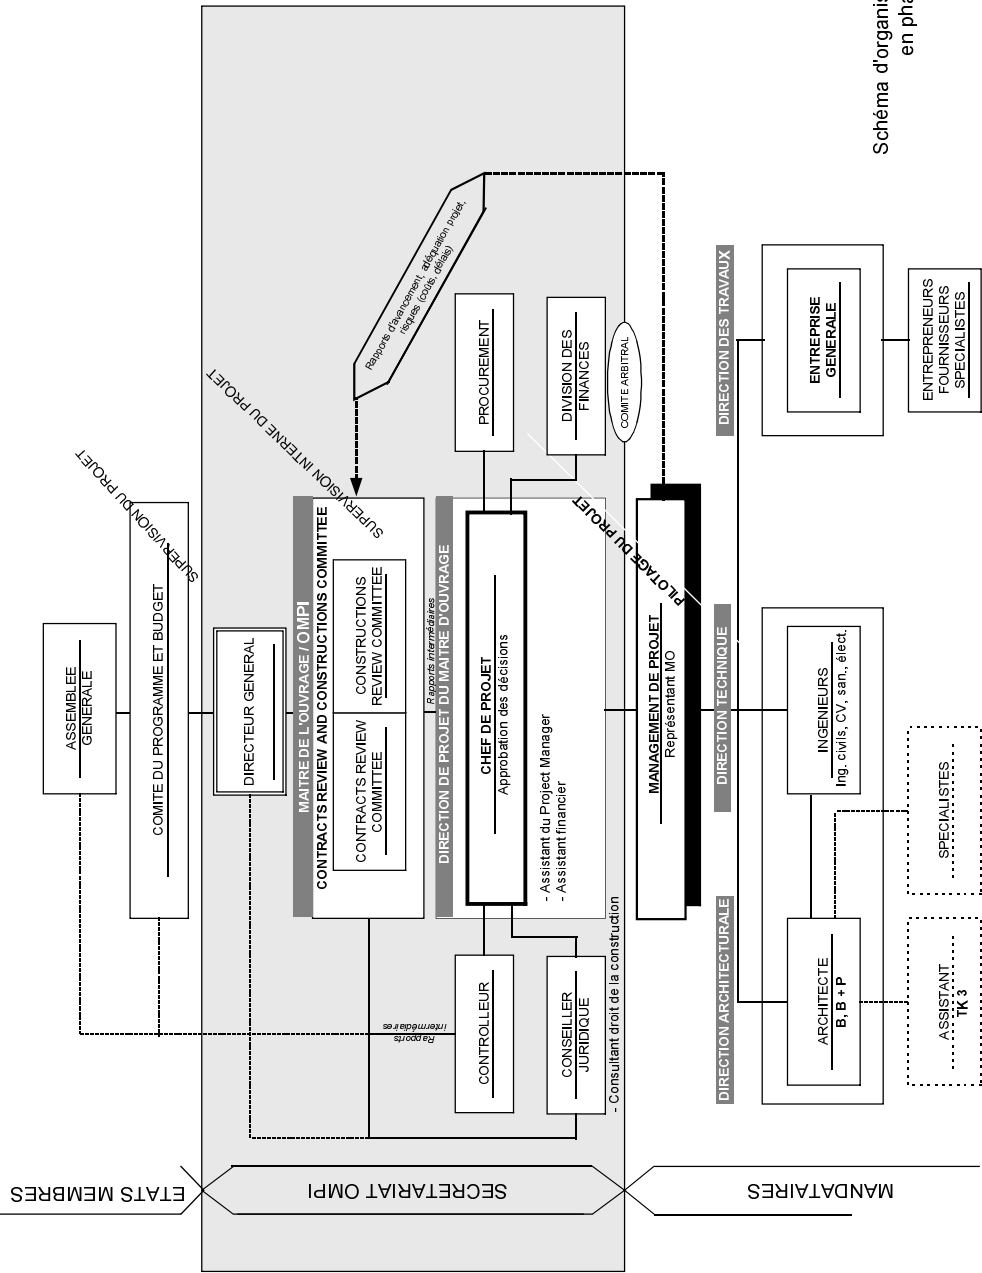 Schéma d'organis
en pha
ETATS MEMBRES
SECRETARIAT OMPI
MANDATAIRES
ASSEMBLEE
GENERALE
COMITE DU PROGRAMME ET BUDGET
SUPERVISION DU PROJET
DIRECTEUR GENERAL
SUPERVISION INTERNE DU PROJET
MAITRE DE L'OUVRAGE / OMPI
CONTRACTS REVIEW AND CONSTRUCTIONS COMMITTEE
CONTRACTS REVIEW
COMMITTEE
CONSTRUCTIONS
REVIEW COMMITTEE
Rapports d'avancement, adéquation projet,
risques (coûts, délais)
Rapports intermédiaires
Rapports
intermédiaires
DIRECTION DE PROJET DU MAITRE D'OUVRAGE
CHEF DE PROJET
Approbation des décisions
- Assistant du Project Manager
- Assistant financier
CONTROLLEUR
CONSEILLER
JURIDIQUE
- Consultant droit de la construction
PROCUREMENT
DIVISION DES
FINANCES
COMITE ARBITRAL
PILOTAGE DU PROJET
MANAGEMENT DE PROJET
Représentant MO
DIRECTION ARCHITECTURALE
DIRECTION TECHNIQUE
DIRECTION DES TRAVAUX
ARCHITECTE
B, B + P
INGENIEURS
Ing. civils, CV, san., élect.
ENTREPRISE
GENERALE
ASSISTANT
TK 3
SPECIALISTES
ENTREPRENEURS
FOURNISSEURS
SPECIALISTES